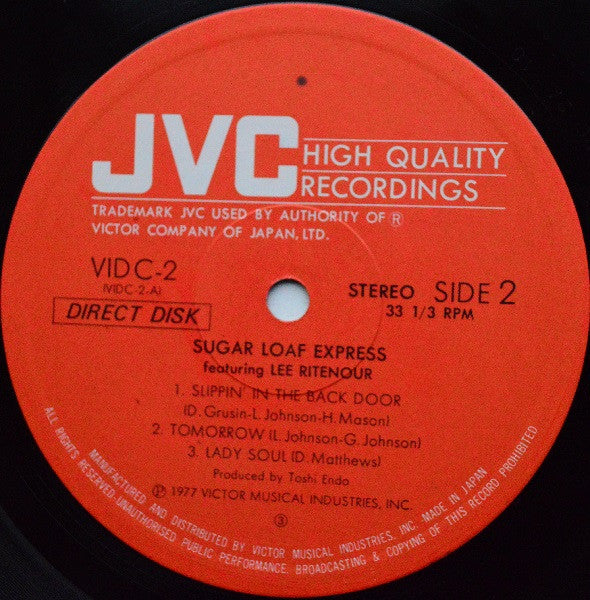 JVC
HIGH QUALITY
RECORDINGS
TRADEMARK JVC USED BY AUTHORITY OF ®
VICTOR COMPANY OF JAPAN, LTD.
VIDC-2
(VIDC-2-A)
DIRECT DISK
STEREO SIDE 2
33 1/3 RPM
SUGAR LOAF EXPRESS
featuring LEE RITENOUR
1. SLIPPIN' IN THE BACK DOOR
(D. Grusin-L. Johnson-H. Mason)
2. TOMORROW (L. Johnson-G. Johnson)
3. LADY SOUL (D. Matthews)
Produced by Toshi Endo
℗ 1977 VICTOR MUSICAL INDUSTRIES, INC.
③
MANUFACTURED AND DISTRIBUTED BY VICTOR MUSICAL INDUSTRIES, INC. MADE IN JAPAN
ALL RIGHTS RESERVED-UNAUTHORISED PUBLIC PERFORMANCE, BROADCASTING & COPYING OF THIS RECORD PROHIBITED